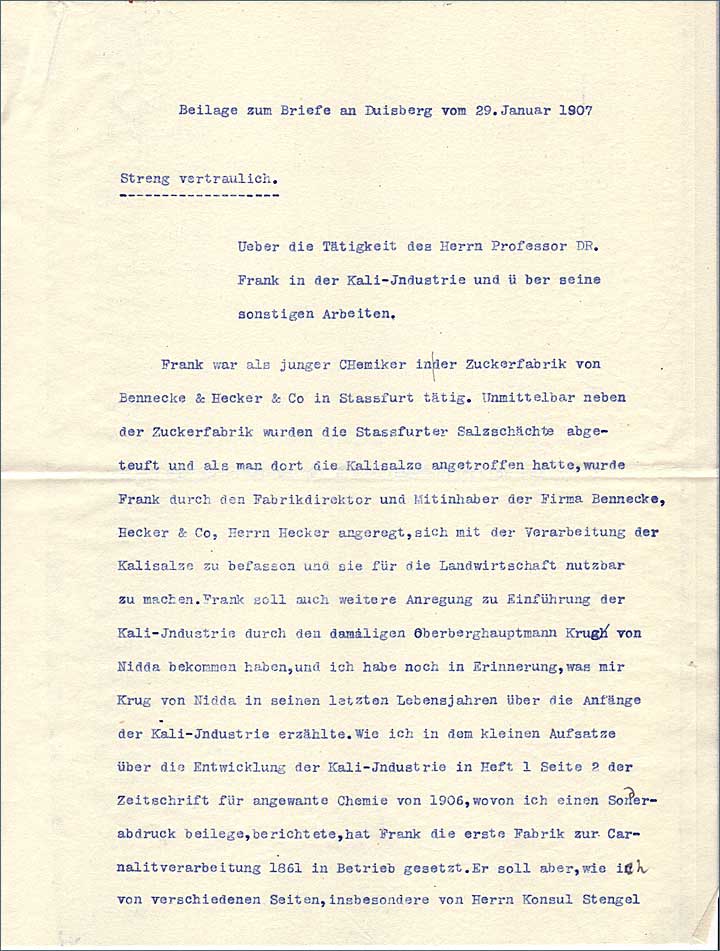 Beilage zum Briefe an Duisberg vom 29.Januar 1907
Streng vertraulich.
Ueber die Tätigkeit des Herrn Professor DR.
Frank in der Kali-Jndustrie und ü ber seine
sonstigen Arbeiten.
Frank war als junger CHemiker in|der Zuckerfabrik von
Bennecke & Hecker & Co in Stassfurt tätig. Unmittelbar neben
der Zuckerfabrik wurden die Stassfurter Salzschächte abge-
teuft und als man dort die Kalisalze angetroffen hatte,wurde
Frank durch den Fabrikdirektor und Mitinhaber der Firma Bennecke,
Hecker & Co, Herrn Hecker angeregt,sich mit der Verarbeitung der
Kalisalze zu befassen und sie für die Landwirtschaft nutzbar
zu machen.Frank soll auch weitere Anregung zu Einführung der
Kali-Jndustrie durch den damaligen Oberberghauptmann Krug von
Nidda bekommen haben,und ich habe noch in Erinnerung,was mir
Krug von Nidda in seinen letzten Lebensjahren über die Anfänge
der Kali-Jndustrie erzählte.Wie ich in dem kleinen Aufsatze
über die Entwicklung der Kali-Jndustrie in Heft 1 Seite 2 der
Zeitschrift für angewante Chemie von 1906,wovon ich einen Sonder-
abdruck beilege,berichtete,hat Frank die erste Fabrik zur Car-
nalitverarbeitung 1861 in Betrieb gesetzt.Er soll aber,wie ich
von verschiedenen Seiten,insbesondere von Herrn Konsul Stengel